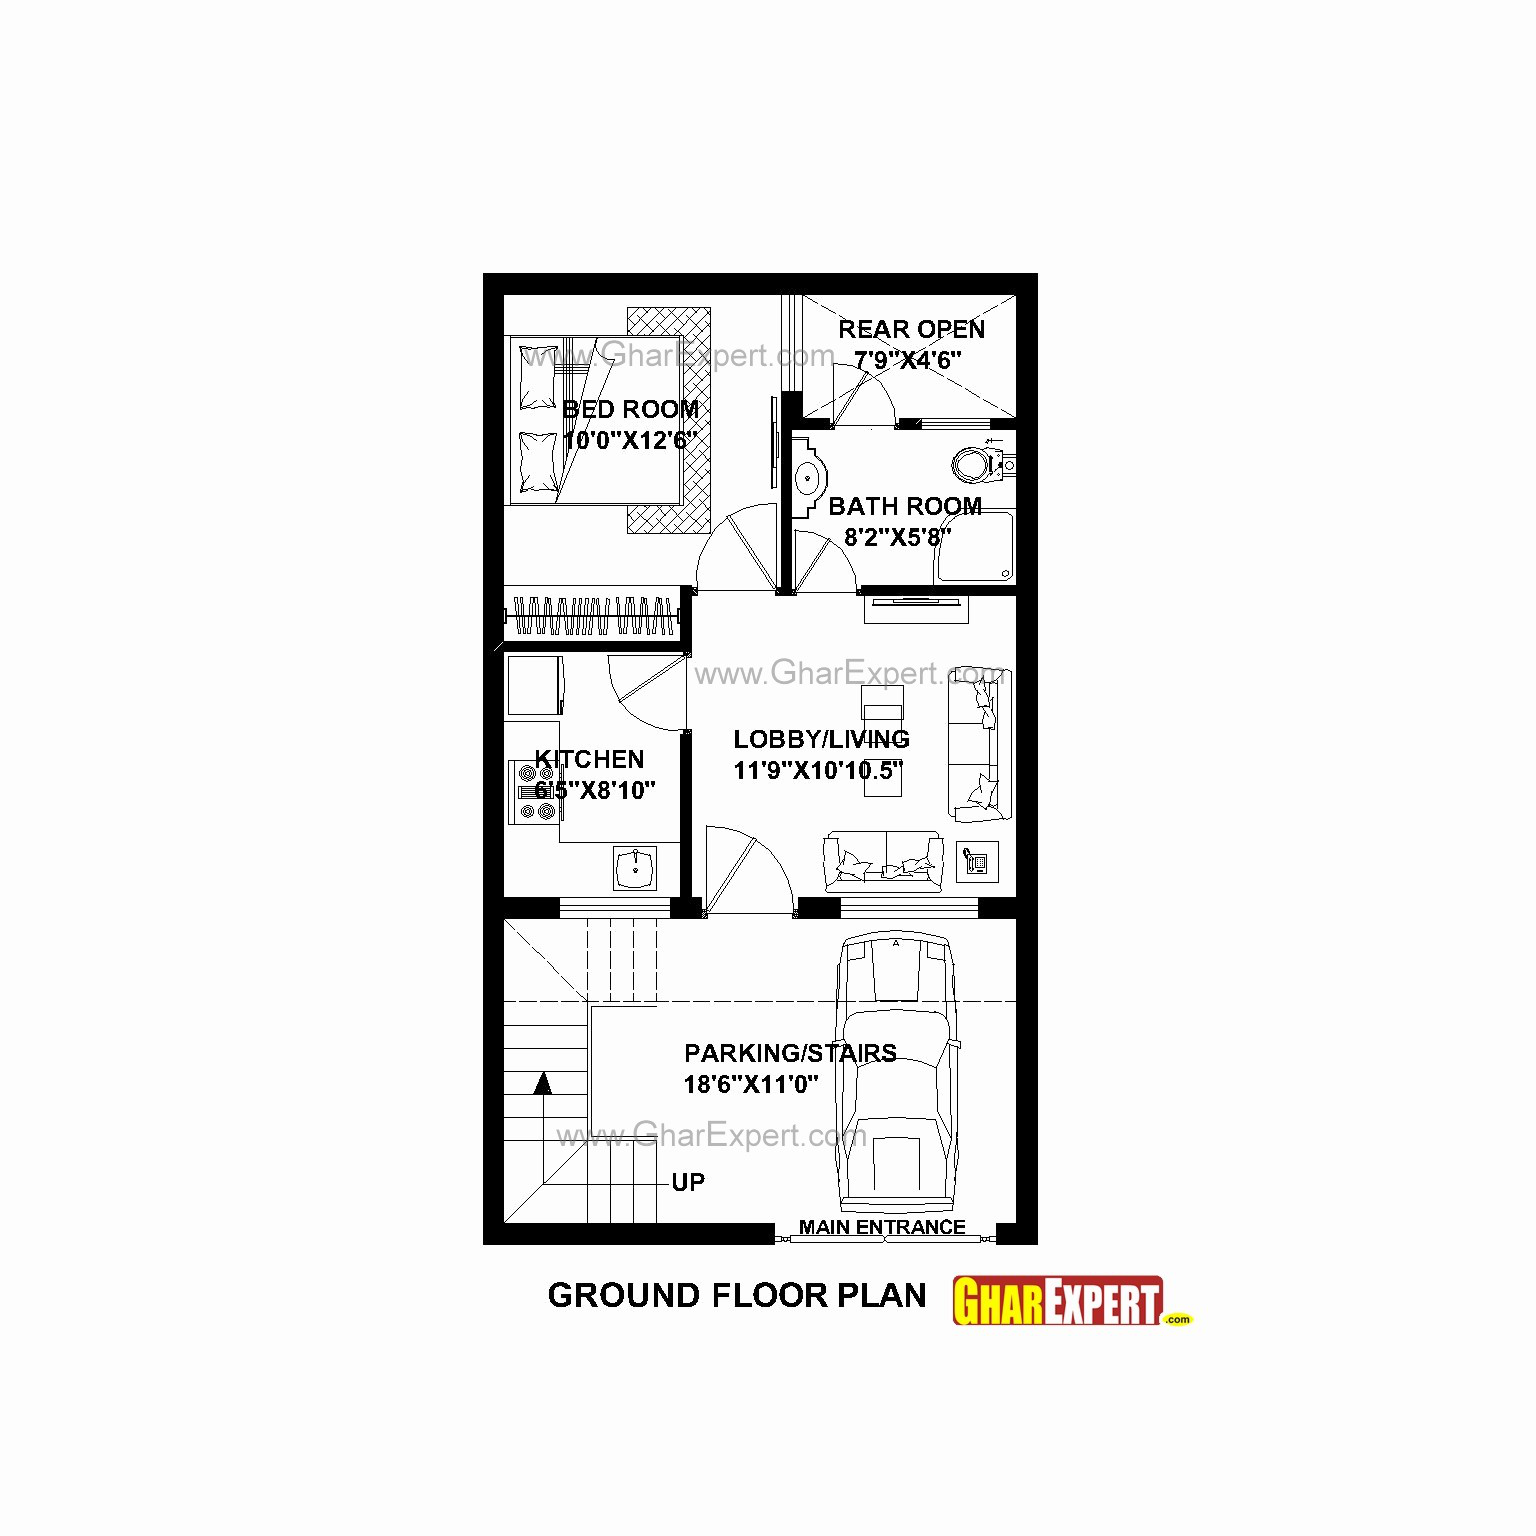 REAR OPEN
7'9"X4'6"
www.GharExpert.com
BED ROOM
10'0"X12'6"
BATH ROOM
8'2"X5'8"
www.GharExpert.com
LOBBY/LIVING
11'9"X10'10.5"
KITCHEN
6'5"X8'10"
PARKING/STAIRS
18'6"X11'0"
www.GharExpert.com
UP
MAIN ENTRANCE
GROUND FLOOR PLAN
GHAREXPERT.com